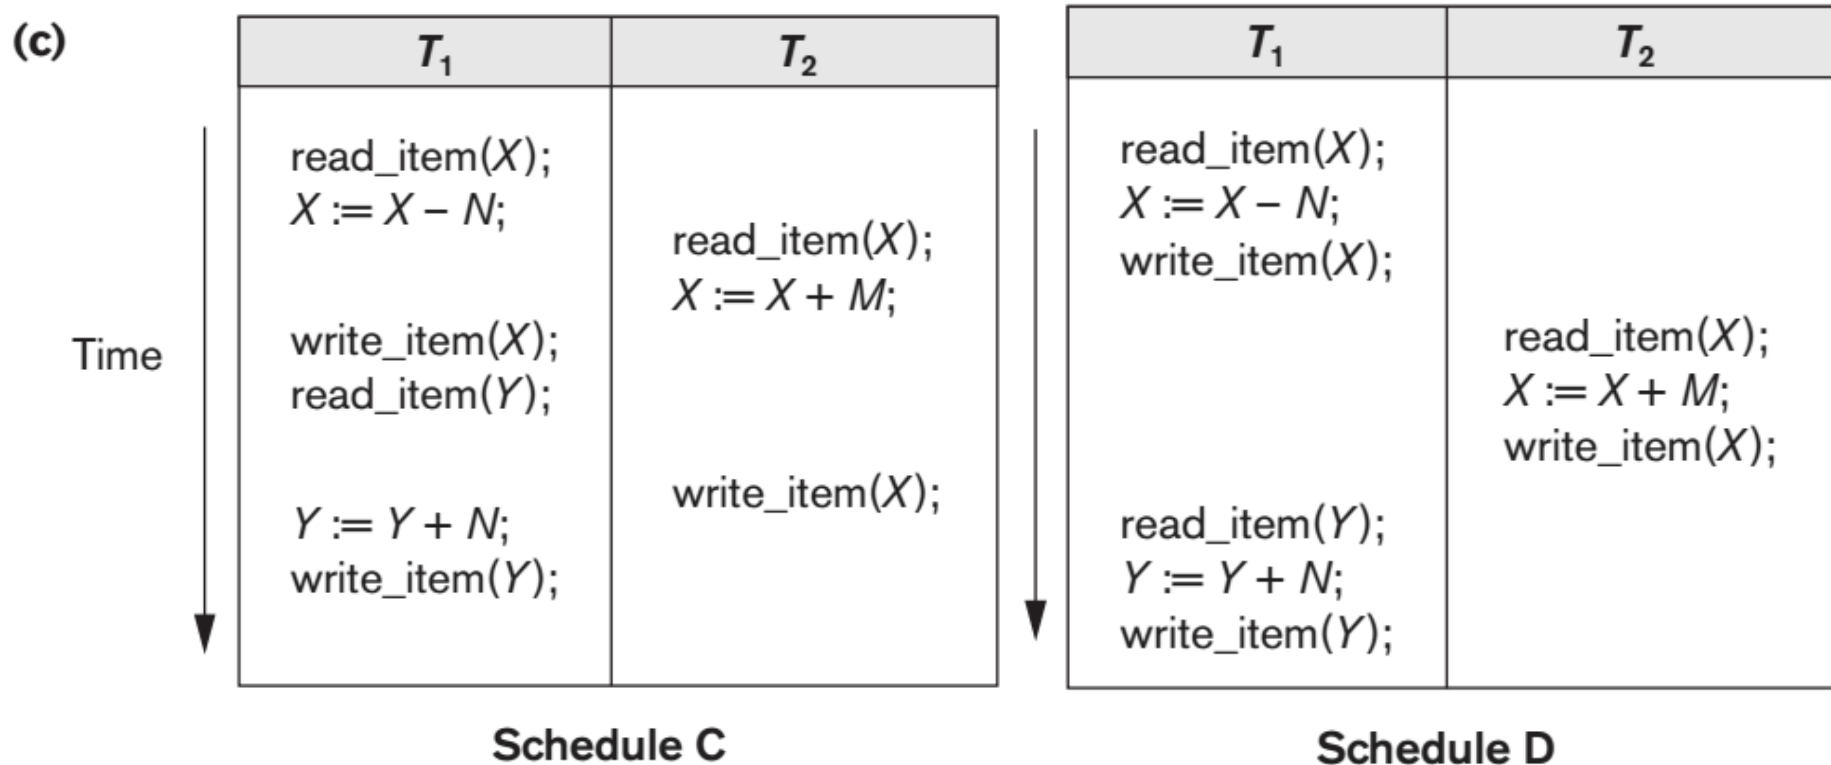 (c)
T1 T2
read_item(X);
X := X – N;
read_item(X);
X := X + M;
write_item(X);
read_item(Y);
write_item(X);
Y := Y + N;
write_item(Y);
Time
Schedule C
T1 T2
read_item(X);
X := X – N;
write_item(X);
read_item(X);
X := X + M;
write_item(X);
read_item(Y);
Y := Y + N;
write_item(Y);
Schedule D